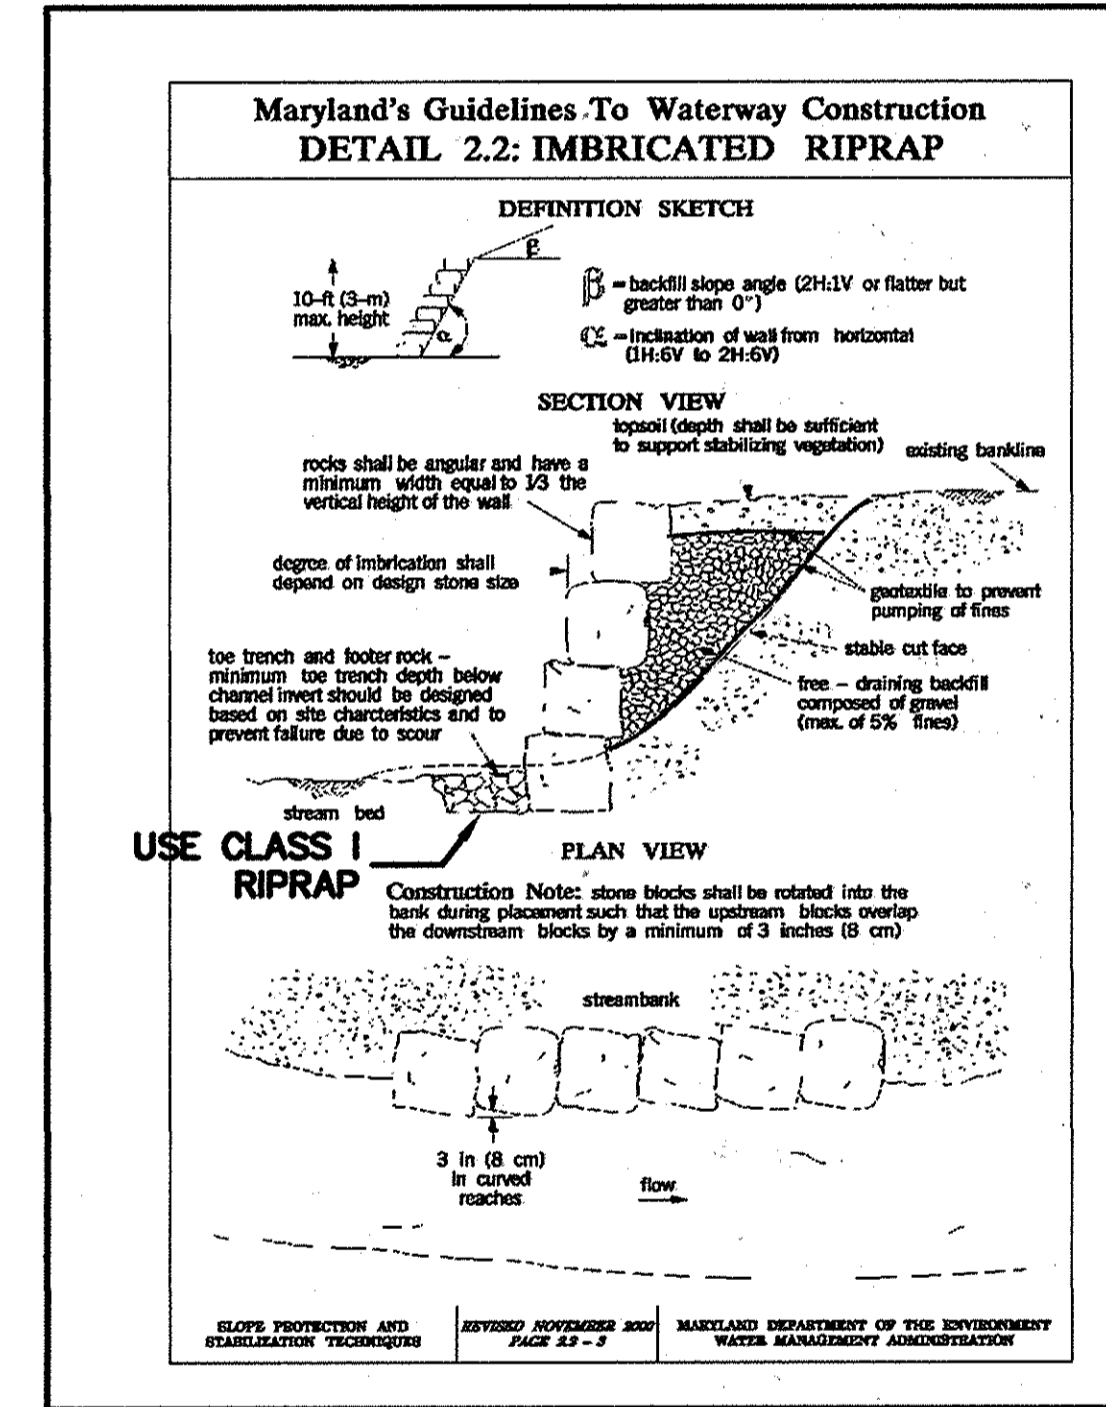 Maryland's Guidelines To Waterway Construction
DETAIL 2.2: IMBRICATED RIPRAP
DEFINITION SKETCH
β
10-ft (3-m)
max. height
α
β = backfill slope angle (2H:1V or flatter but
greater than 0°)
α = inclination of wall from horizontal
(1H:6V to 2H:6V)
SECTION VIEW
topsoil (depth shall be sufficient
to support stabilizing vegetation)
existing bankline
rocks shall be angular and have a
minimum width equal to 1/3 the
vertical height of the wall
degree of imbrication shall
depend on design stone size
geotextile to prevent
pumping of fines
stable cut face
toe trench and footer rock –
minimum toe trench depth below
channel invert should be designed
based on site charcteristics and to
prevent failure due to scour
free – draining backfill
composed of gravel
(max. of 5% fines)
stream bed
USE CLASS I
RIPRAP
PLAN VIEW
Construction Note: stone blocks shall be rotated into the
bank during placement such that the upstream blocks overlap
the downstream blocks by a minimum of 3 inches (8 cm)
streambank
3 in (8 cm)
in curved
reaches
flow
SLOPE PROTECTION AND
STABILIZATION TECHNIQUES
REVISED NOVEMBER 2000
PAGE 2.2 – 3
MARYLAND DEPARTMENT OF THE ENVIRONMENT
WATER MANAGEMENT ADMINISTRATION